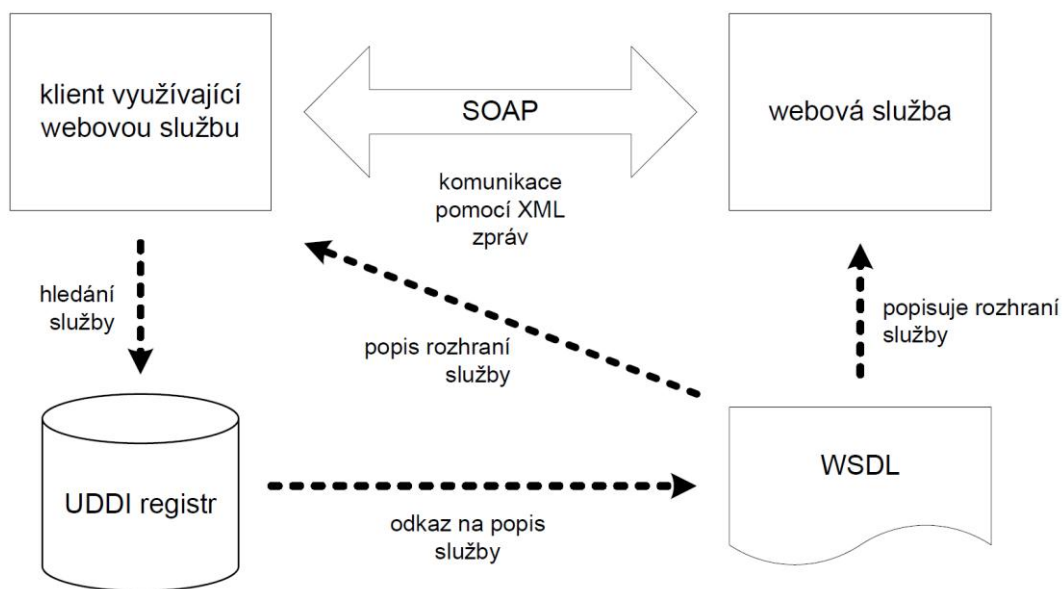 klient využívající
webovou službu
SOAP
webová služba
komunikace
pomocí XML
zpráv
hledání
služby
popis rozhraní
služby
popisuje rozhraní
služby
UDDI registr
odkaz na popis
služby
WSDL